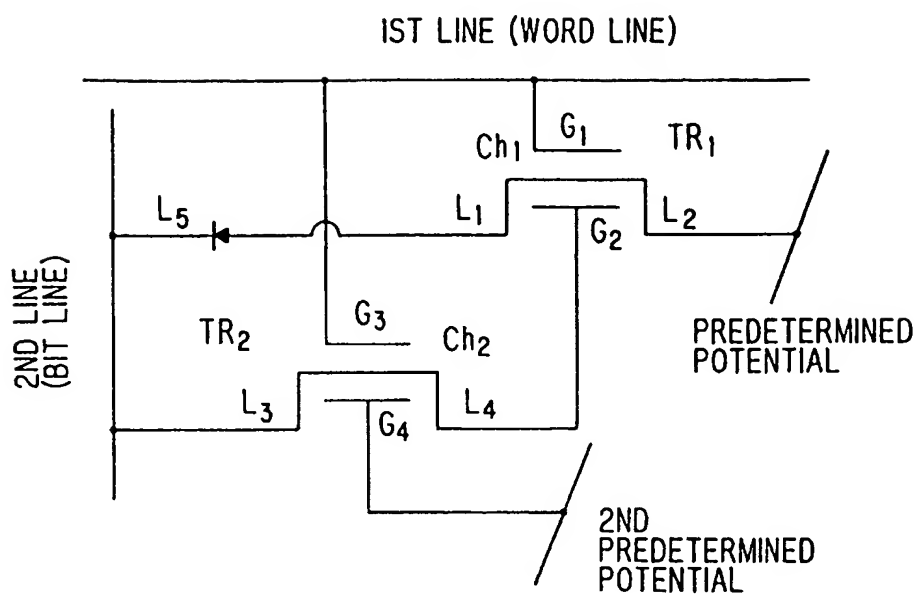 1ST LINE (WORD LINE)
G1
Ch1
TR1
L5
L1
G2
L2
2ND LINE
(BIT LINE)
TR2
G3
Ch2
PREDETERMINED
POTENTIAL
L3
G4
L4
2ND
PREDETERMINED
POTENTIAL